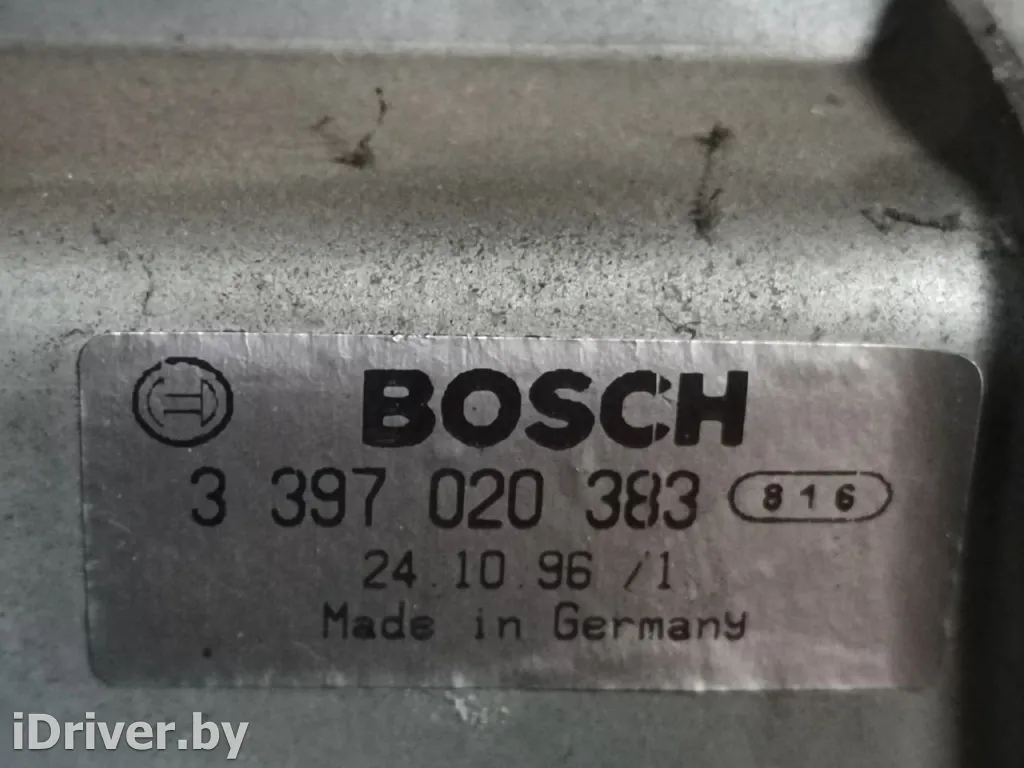 BOSCH
3 397 020 383 816
24.10.96 /1
Made in Germany
iDriver.by